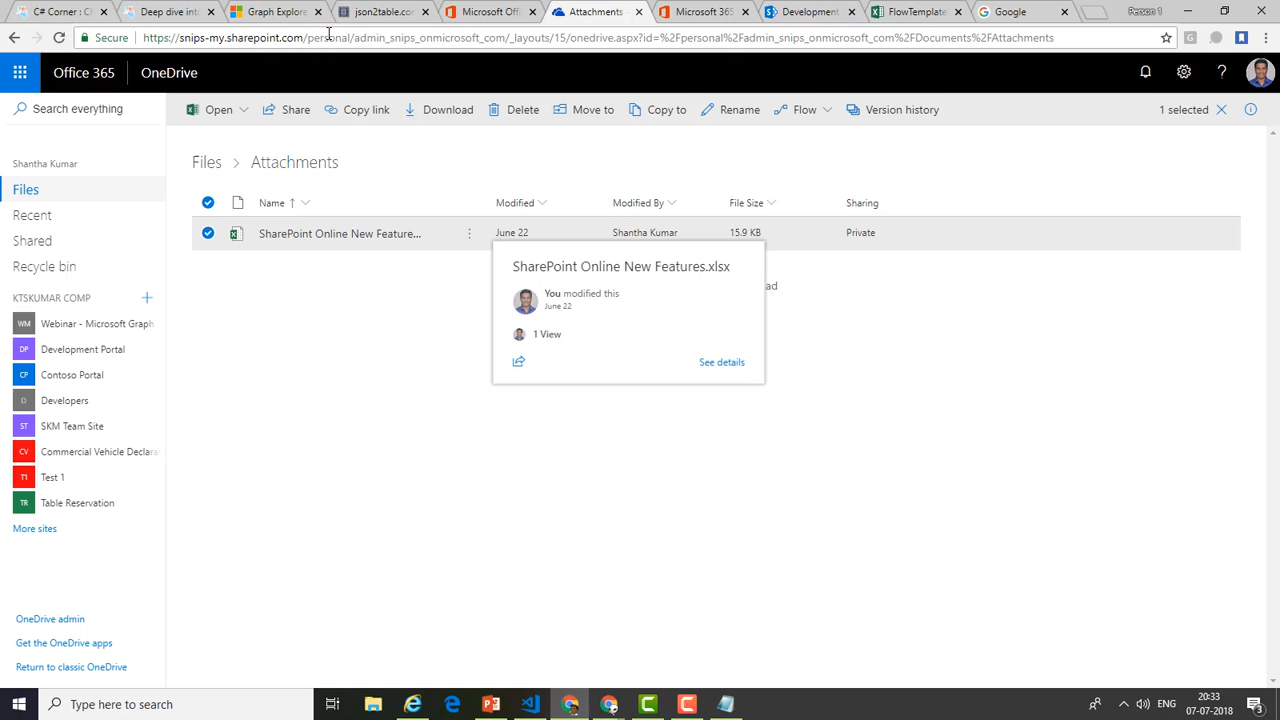 C# Corner : Ch
Deep dive into
Graph Explore
json2table.co
Microsoft Offi
Attachments
Microsoft 365
Development
FlowTemplate
Google
Person 1
Secure
https://snips-my.sharepoint.com/personal/admin_snips_onmicrosoft_com/_layouts/15/onedrive.aspx?id=%2Fpersonal%2Fadmin_snips_onmicrosoft_com%2FDocuments%2FAttachments
Office 365
OneDrive
Search everything
Open
Share
Copy link
Download
Delete
Move to
Copy to
Rename
Flow
Version history
1 selected
Shantha Kumar
Files
Recent
Shared
Recycle bin
KTSKUMAR COMP
WM Webinar - Microsoft Graph
DP Development Portal
CP Contoso Portal
D Developers
ST SKM Team Site
CV Commercial Vehicle Declara
T1 Test 1
TR Table Reservation
More sites
OneDrive admin
Get the OneDrive apps
Return to classic OneDrive
Files > Attachments
Name
Modified
Modified By
File Size
Sharing
SharePoint Online New Feature...
June 22
Shantha Kumar
15.9 KB
Private
SharePoint Online New Features.xlsx
You modified this
June 22
1 View
See details
ad
Type here to search
ENG
20:33
07-07-2018
3